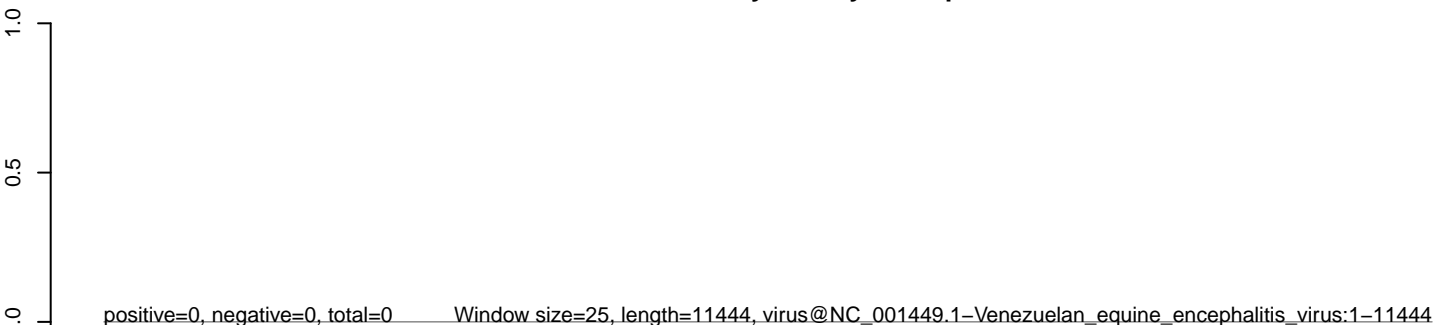 1.0
0.5
.0
positive=0, negative=0, total=0 Window size=25, length=11444, virus@NC_001449.1−Venezuelan_equine_encephalitis_virus:1−11444